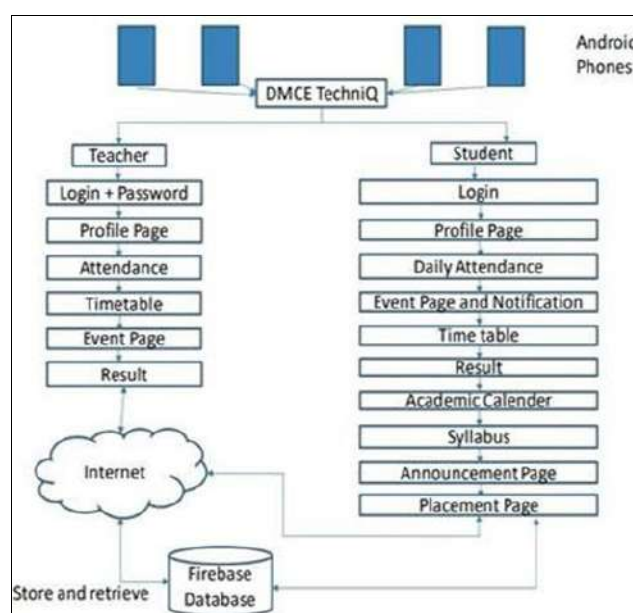 Android
Phones
DMCE TechniQ
Teacher
Login + Password
Profile Page
Attendance
Timetable
Event Page
Result
Student
Login
Profile Page
Daily Attendance
Event Page and Notification
Time table
Result
Academic Calender
Syllabus
Announcement Page
Placement Page
Internet
Store and retrieve
Firebase
Database